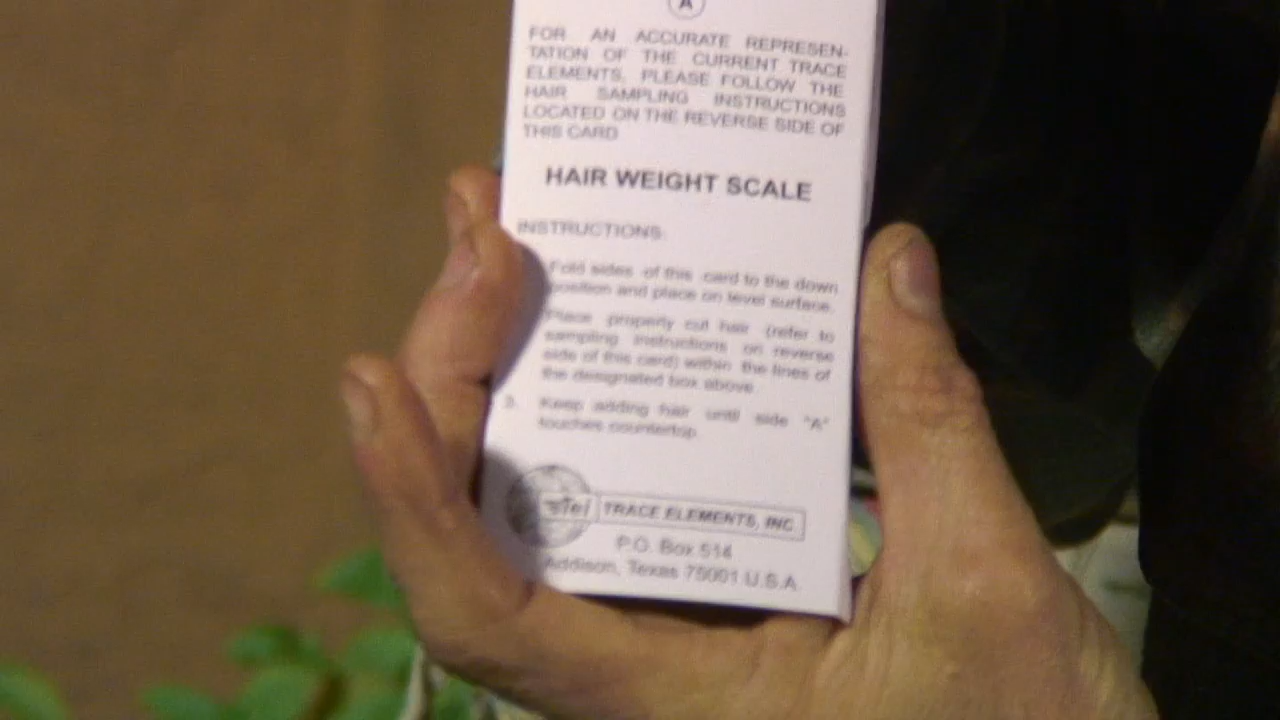 A
FOR AN ACCURATE REPRESEN-
TATION OF THE CURRENT TRACE
ELEMENTS, PLEASE FOLLOW THE
HAIR SAMPLING INSTRUCTIONS
LOCATED ON THE REVERSE SIDE OF
THIS CARD
HAIR WEIGHT SCALE
INSTRUCTIONS:
Fold sides of this card to the down
position and place on level surface.
Place properly cut hair (refer to
sampling instructions on reverse
side of this card) within the lines of
the designated box above.
3. Keep adding hair until side "A"
touches countertop.
tei TRACE ELEMENTS, INC.
P.O. Box 514
Addison, Texas 75001 U.S.A.